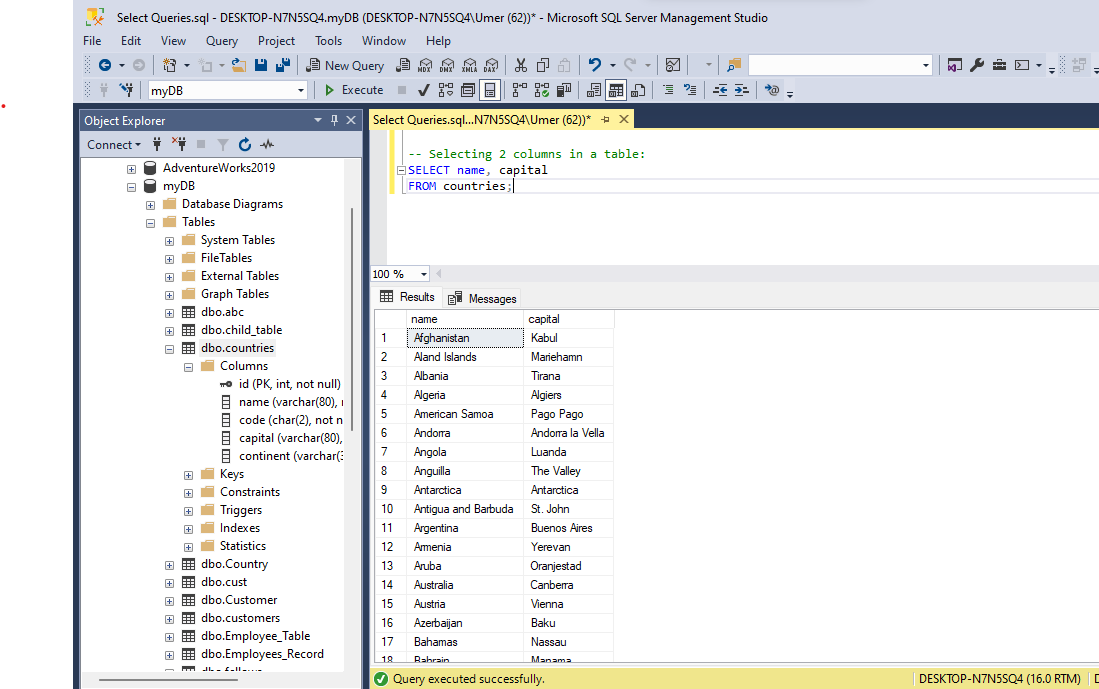 Select Queries.sql - DESKTOP-N7N5SQ4.myDB (DESKTOP-N7N5SQ4\Umer (62))* - Microsoft SQL Server Management Studio
File Edit View Query Project Tools Window Help
New Query MDX DMX XMLA DAX
myDB Execute
Object Explorer
Connect
AdventureWorks2019
myDB
Database Diagrams
Tables
System Tables
FileTables
External Tables
Graph Tables
dbo.abc
dbo.child_table
dbo.countries
Columns
id (PK, int, not null)
name (varchar(80),
code (char(2), not n
capital (varchar(80),
continent (varchar(3
Keys
Constraints
Triggers
Indexes
Statistics
dbo.Country
dbo.cust
dbo.Customer
dbo.customers
dbo.Employee_Table
dbo.Employees_Record
Select Queries.sql...N7N5SQ4\Umer (62))*
-- Selecting 2 columns in a table:
SELECT name, capital
FROM countries;
100 %
Results Messages
name capital
1 Afghanistan Kabul
2 Aland Islands Mariehamn
3 Albania Tirana
4 Algeria Algiers
5 American Samoa Pago Pago
6 Andorra Andorra la Vella
7 Angola Luanda
8 Anguilla The Valley
9 Antarctica Antarctica
10 Antigua and Barbuda St. John
11 Argentina Buenos Aires
12 Armenia Yerevan
13 Aruba Oranjestad
14 Australia Canberra
15 Austria Vienna
16 Azerbaijan Baku
17 Bahamas Nassau
18 Bahrain Manama
Query executed successfully. DESKTOP-N7N5SQ4 (16.0 RTM)